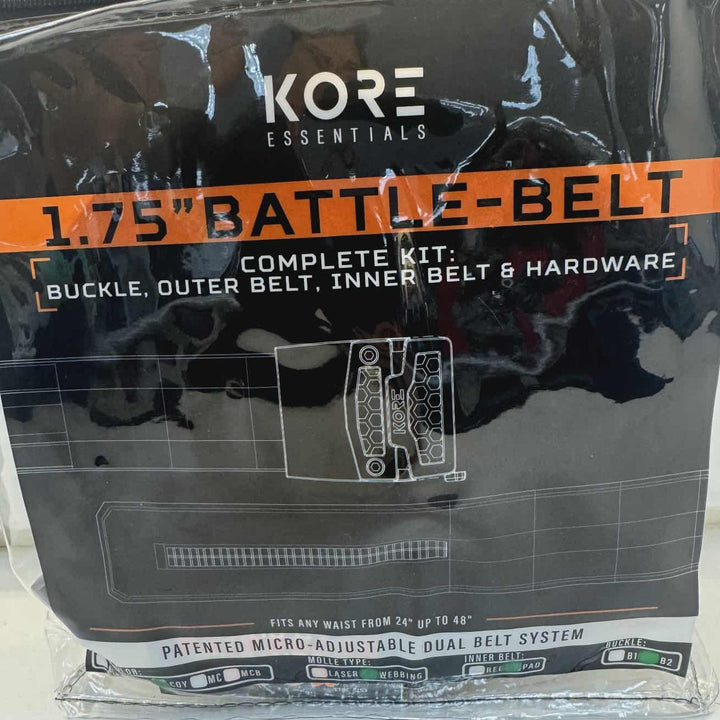 KORE
ESSENTIALS
1.75" BATTLE-BELT
COMPLETE KIT:
BUCKLE, OUTER BELT, INNER BELT & HARDWARE
KORE
FITS ANY WAIST FROM 24" UP TO 48"
PATENTED MICRO-ADJUSTABLE DUAL BELT SYSTEM
MOLLE TYPE: INNER BELT: BUCKLE:
COY MC MCB LASER WEBBING PAD B1 B2